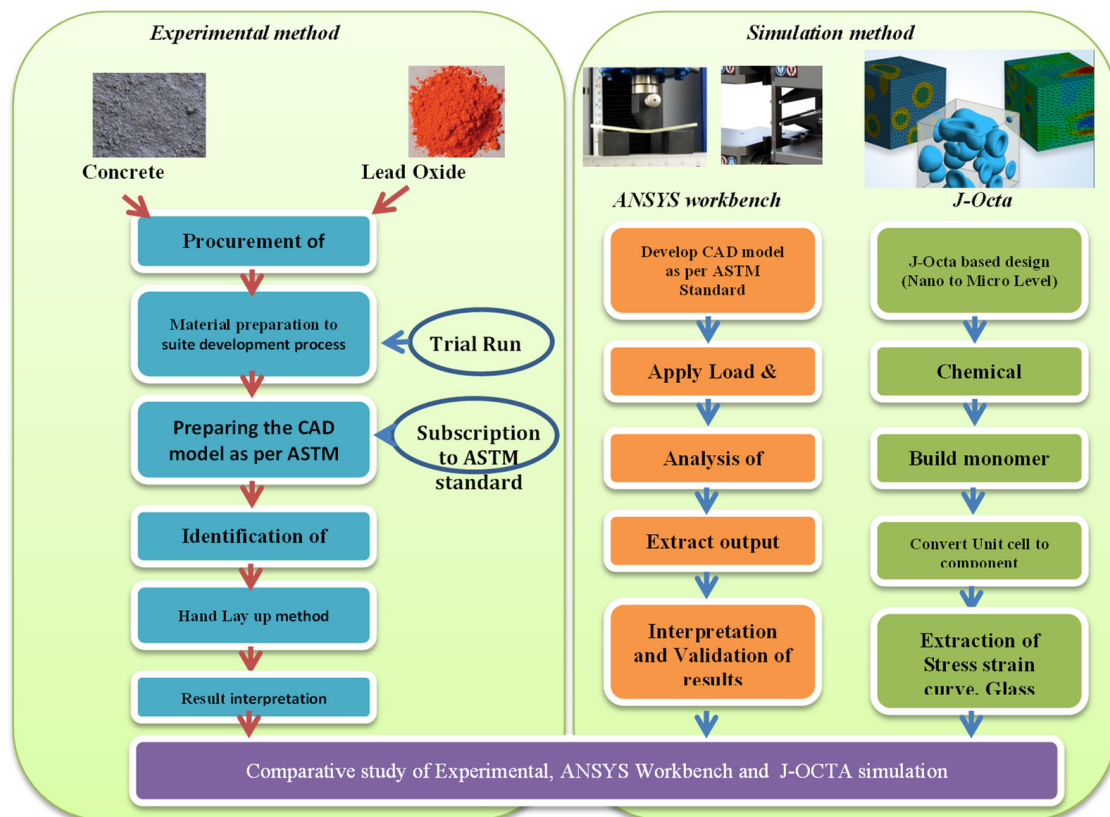 Experimental method
Concrete
Lead Oxide
Procurement of
Material preparation to
suite development process
Trial Run
Preparing the CAD
model as per ASTM
Subscription
to ASTM
standard
Identification of
Hand Lay up method
Result interpretation
Simulation method
ANSYS workbench
Develop CAD model
as per ASTM
Standard
Apply Load &
Analysis of
Extract output
Interpretation
and Validation of
results
J-Octa
J-Octa based design
(Nano to Micro Level)
Chemical
Build monomer
Convert Unit cell to
component
Extraction of
Stress strain
curve, Glass
Comparative study of Experimental, ANSYS Workbench and J-OCTA simulation